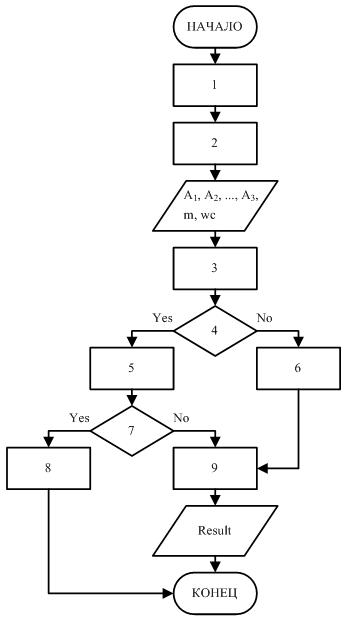 НАЧАЛО
1
2
A1, A2, ..., A3,
m, wc
3
4
Yes
No
5
6
7
Yes
No
8
9
Result
КОНЕЦ